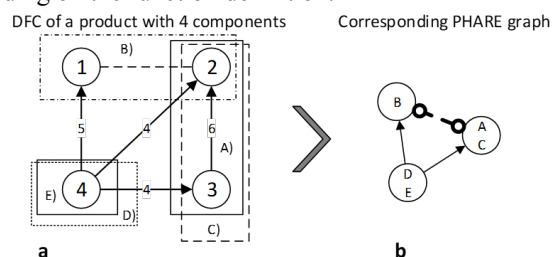 DFC of a product with 4 components
Corresponding PHARE graph
B)
1
2
5
4
6
A)
E)
4
4
3
D)
C)
B
A
C
D
E
a
b